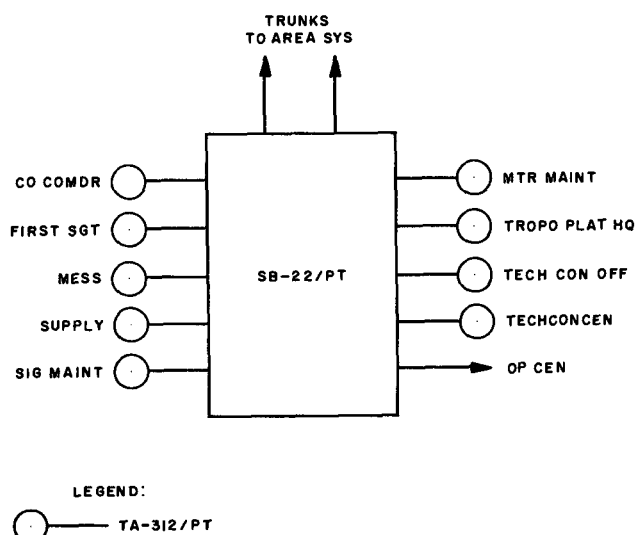 TRUNKS
TO AREA SYS
CO COMDR
FIRST SGT
MESS
SUPPLY
SIG MAINT
SB-22/PT
MTR MAINT
TROPO PLAT HQ
TECH CON OFF
TECHCONCEN
OP CEN
LEGEND:
TA-312/PT